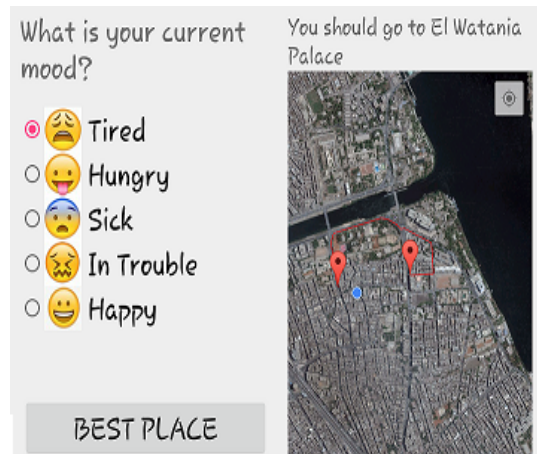 What is your current
mood?
Tired
Hungry
Sick
In Trouble
Happy
BEST PLACE
You should go to El Watania
Palace